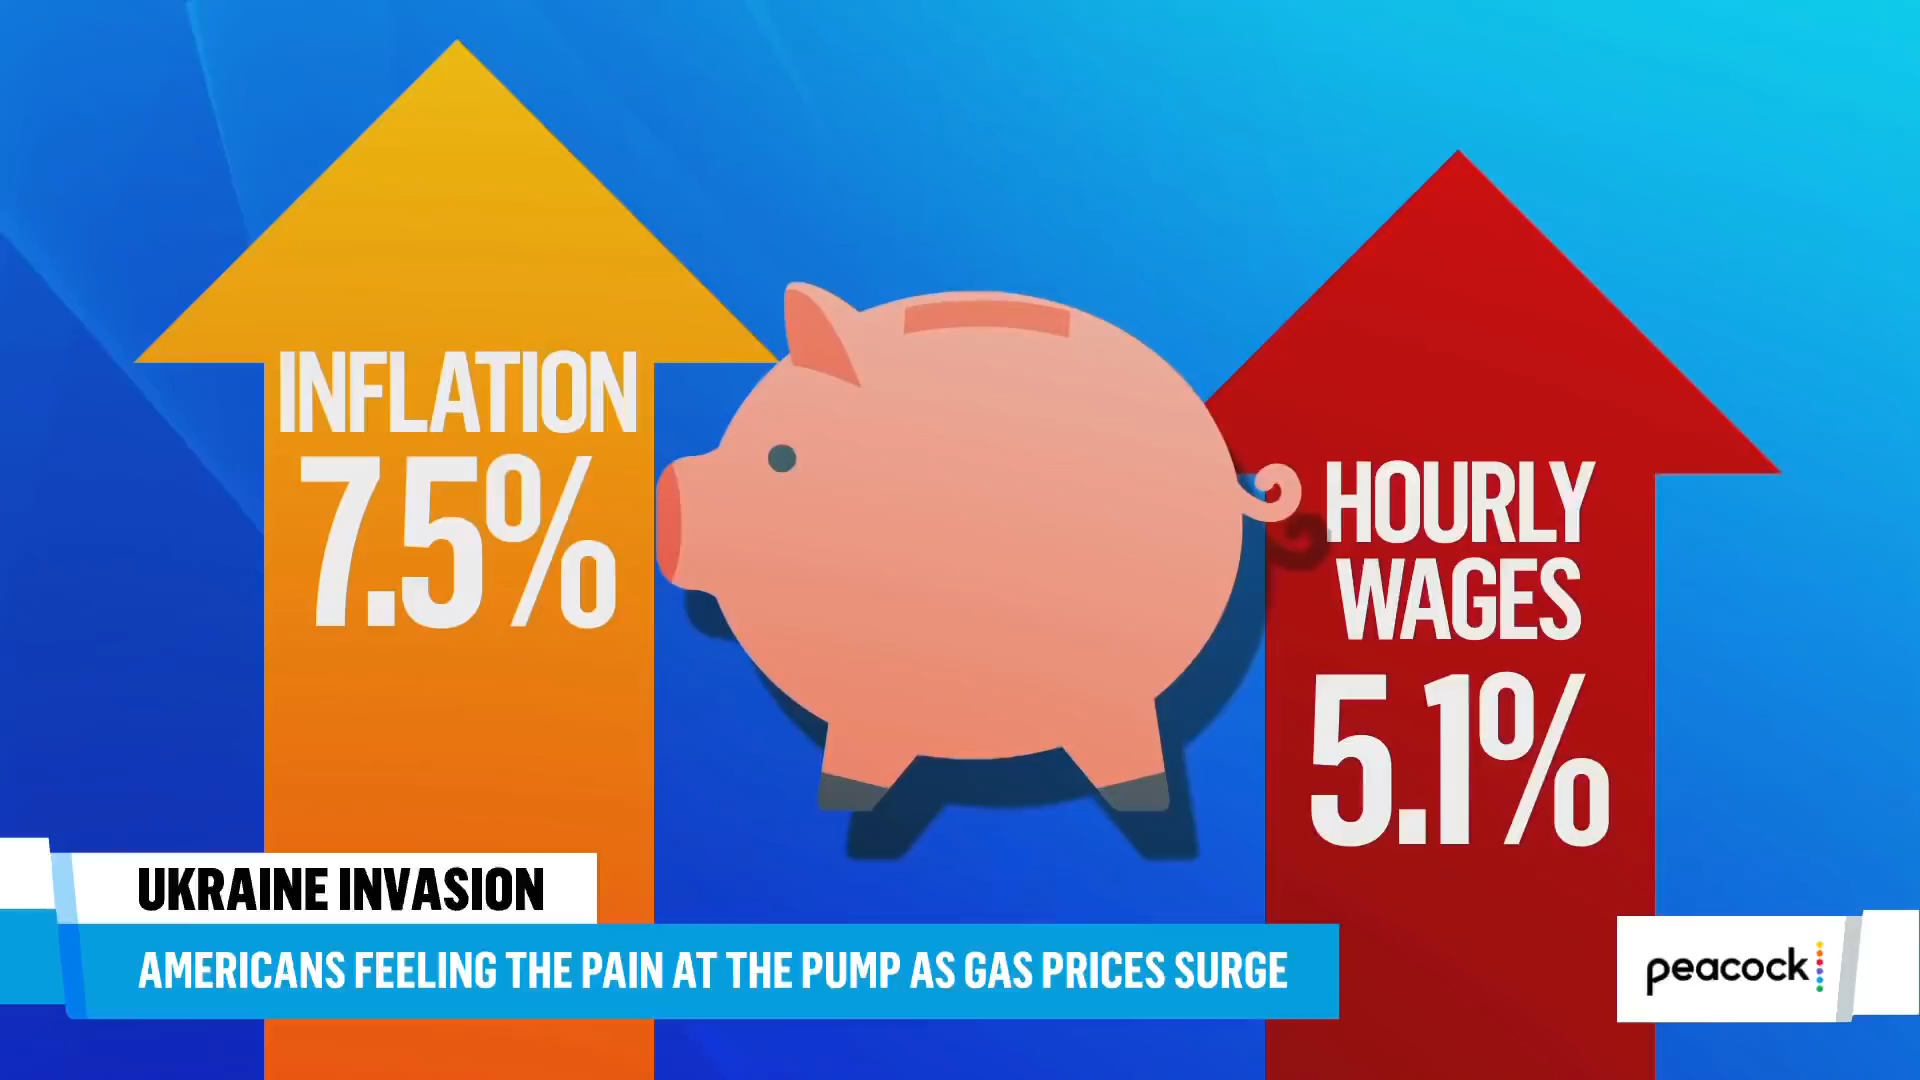 INFLATION
7.5%
HOURLY
WAGES
5.1%
UKRAINE INVASION
AMERICANS FEELING THE PAIN AT THE PUMP AS GAS PRICES SURGE
peacock